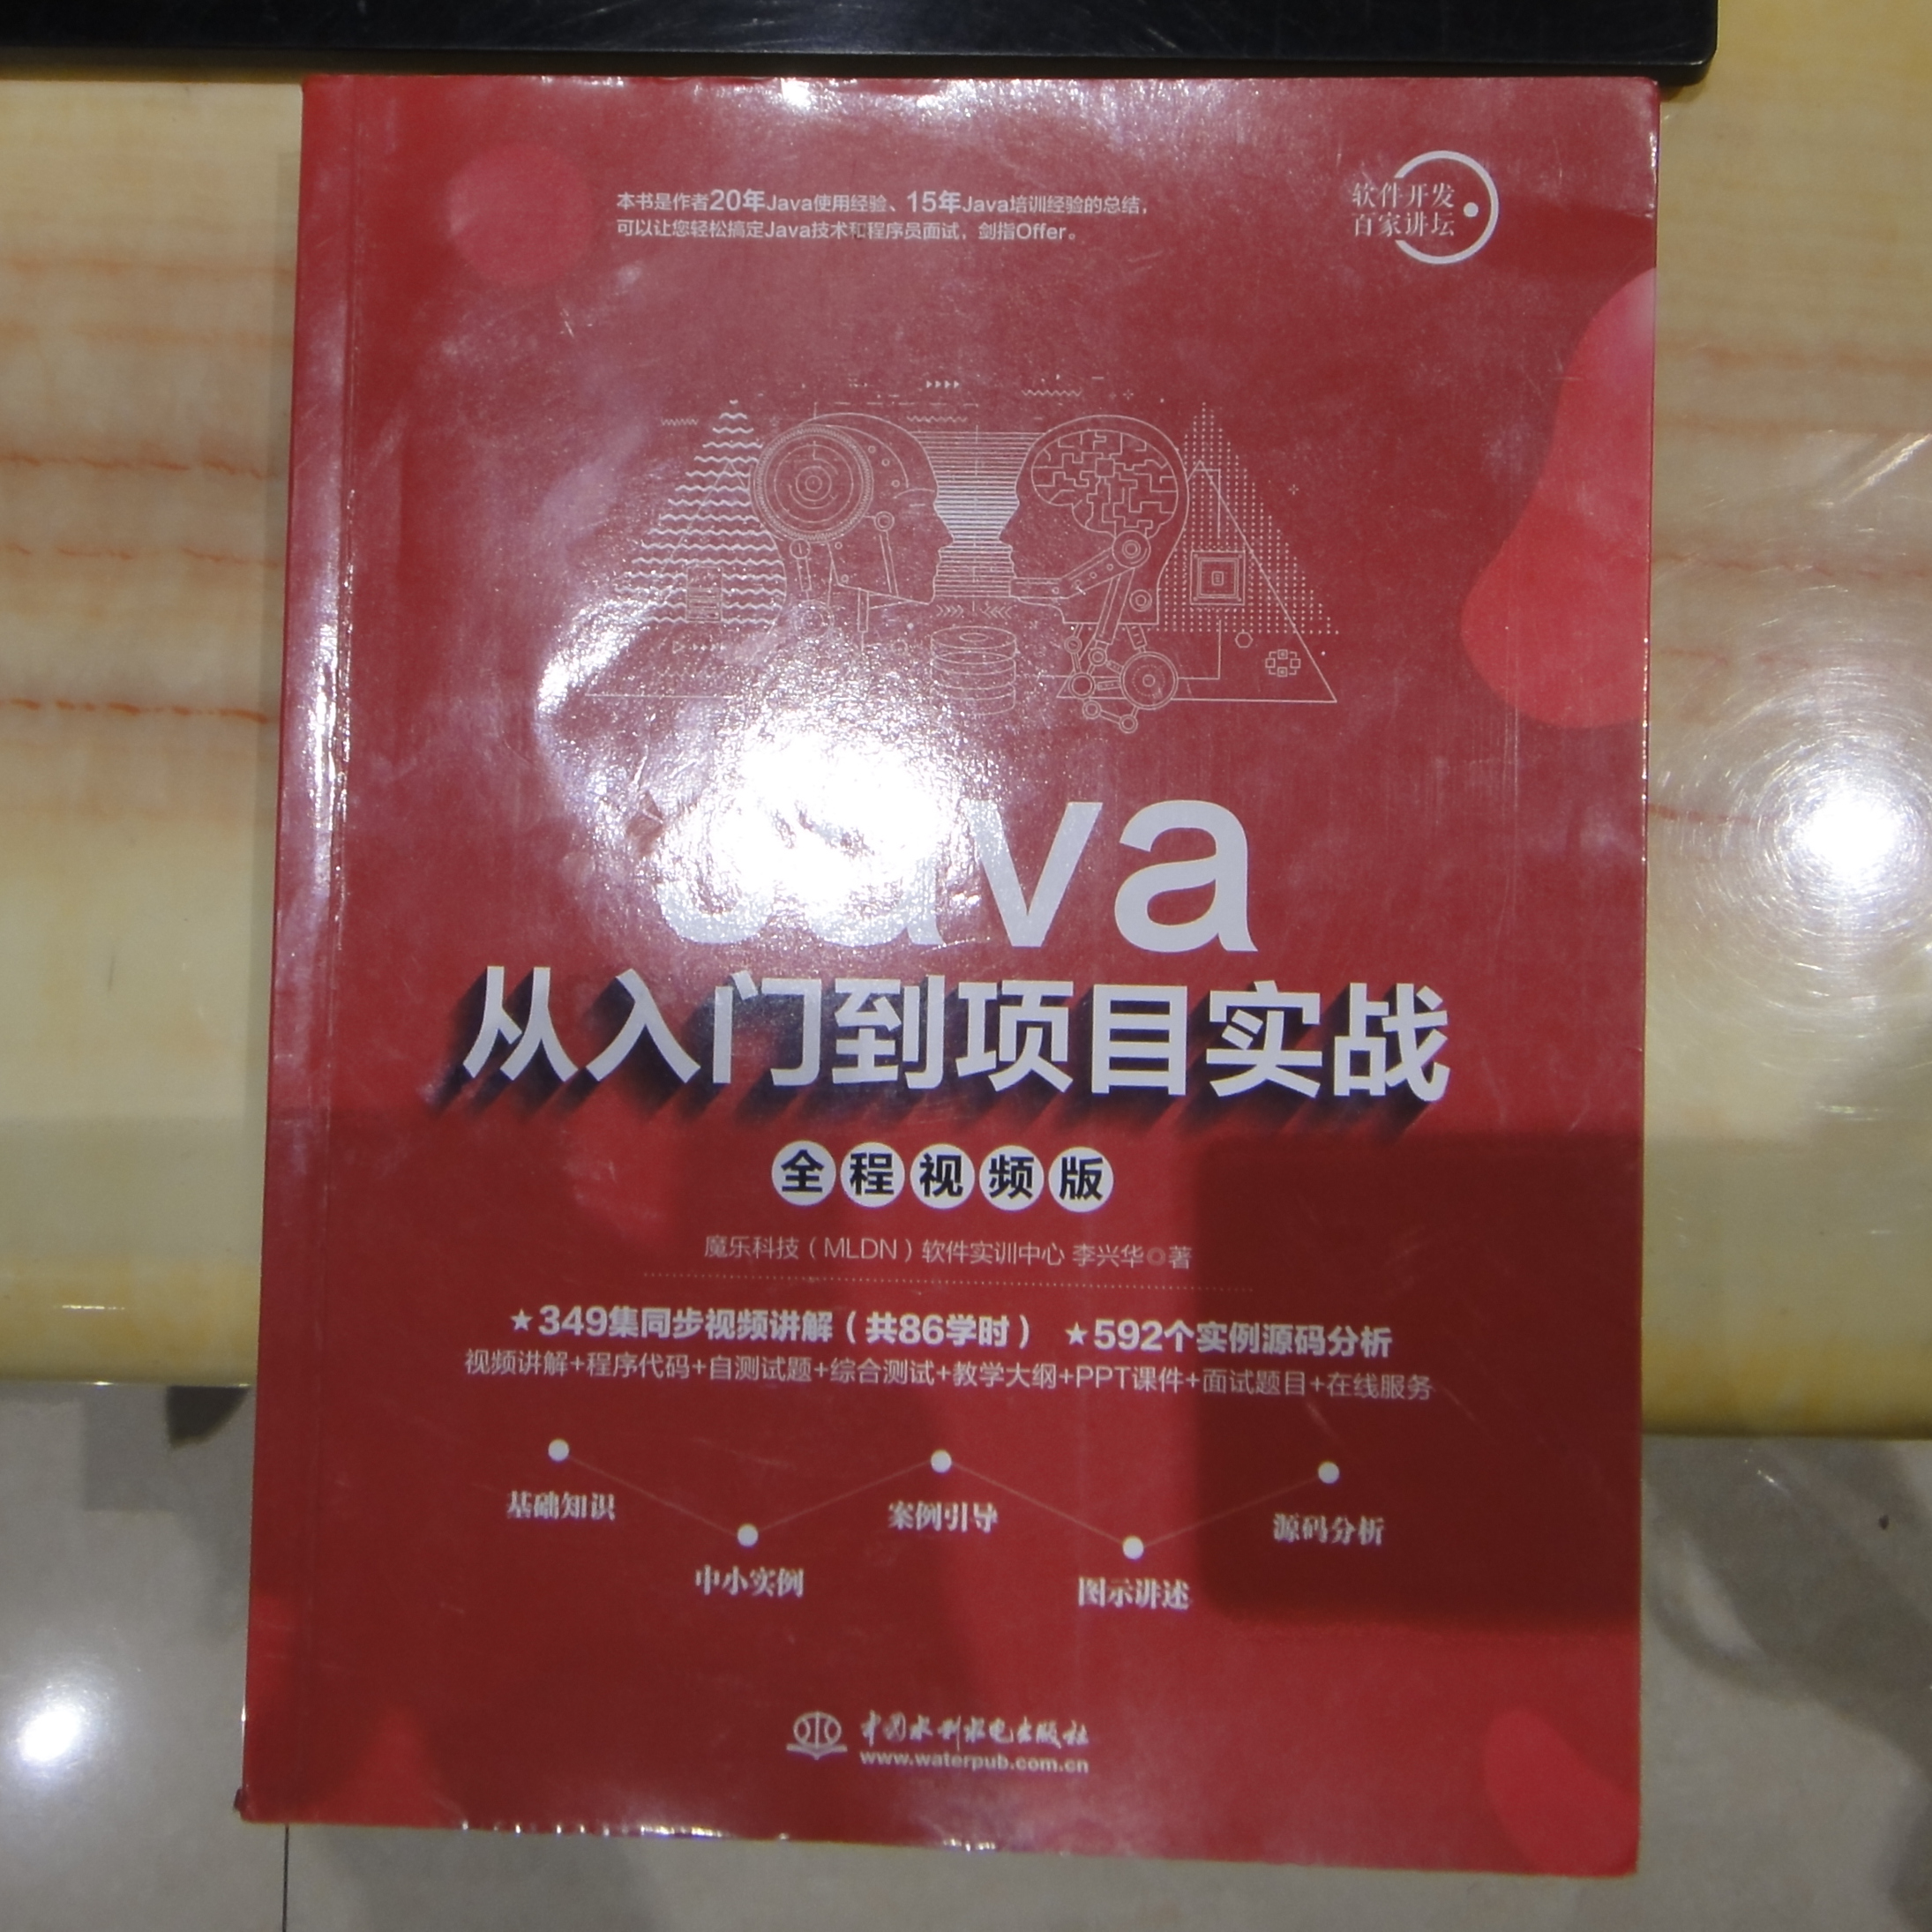 本书是作者20年Java使用经验、15年Java培训经验的总结，
可以让您轻松搞定Java技术和程序员面试，剑指Offer。
软件开发
百家讲坛
Java
从入门到项目实战
全程视频版
魔乐科技（MLDN）软件实训中心 李兴华◎著
★349集同步视频讲解（共86学时） ★592个实例源码分析
视频讲解+程序代码+自测试题+综合测试+教学大纲+PPT课件+面试题目+在线服务
基础知识
案例引导
源码分析
中小实例
图示讲述
中国水利水电出版社
www.waterpub.com.cn